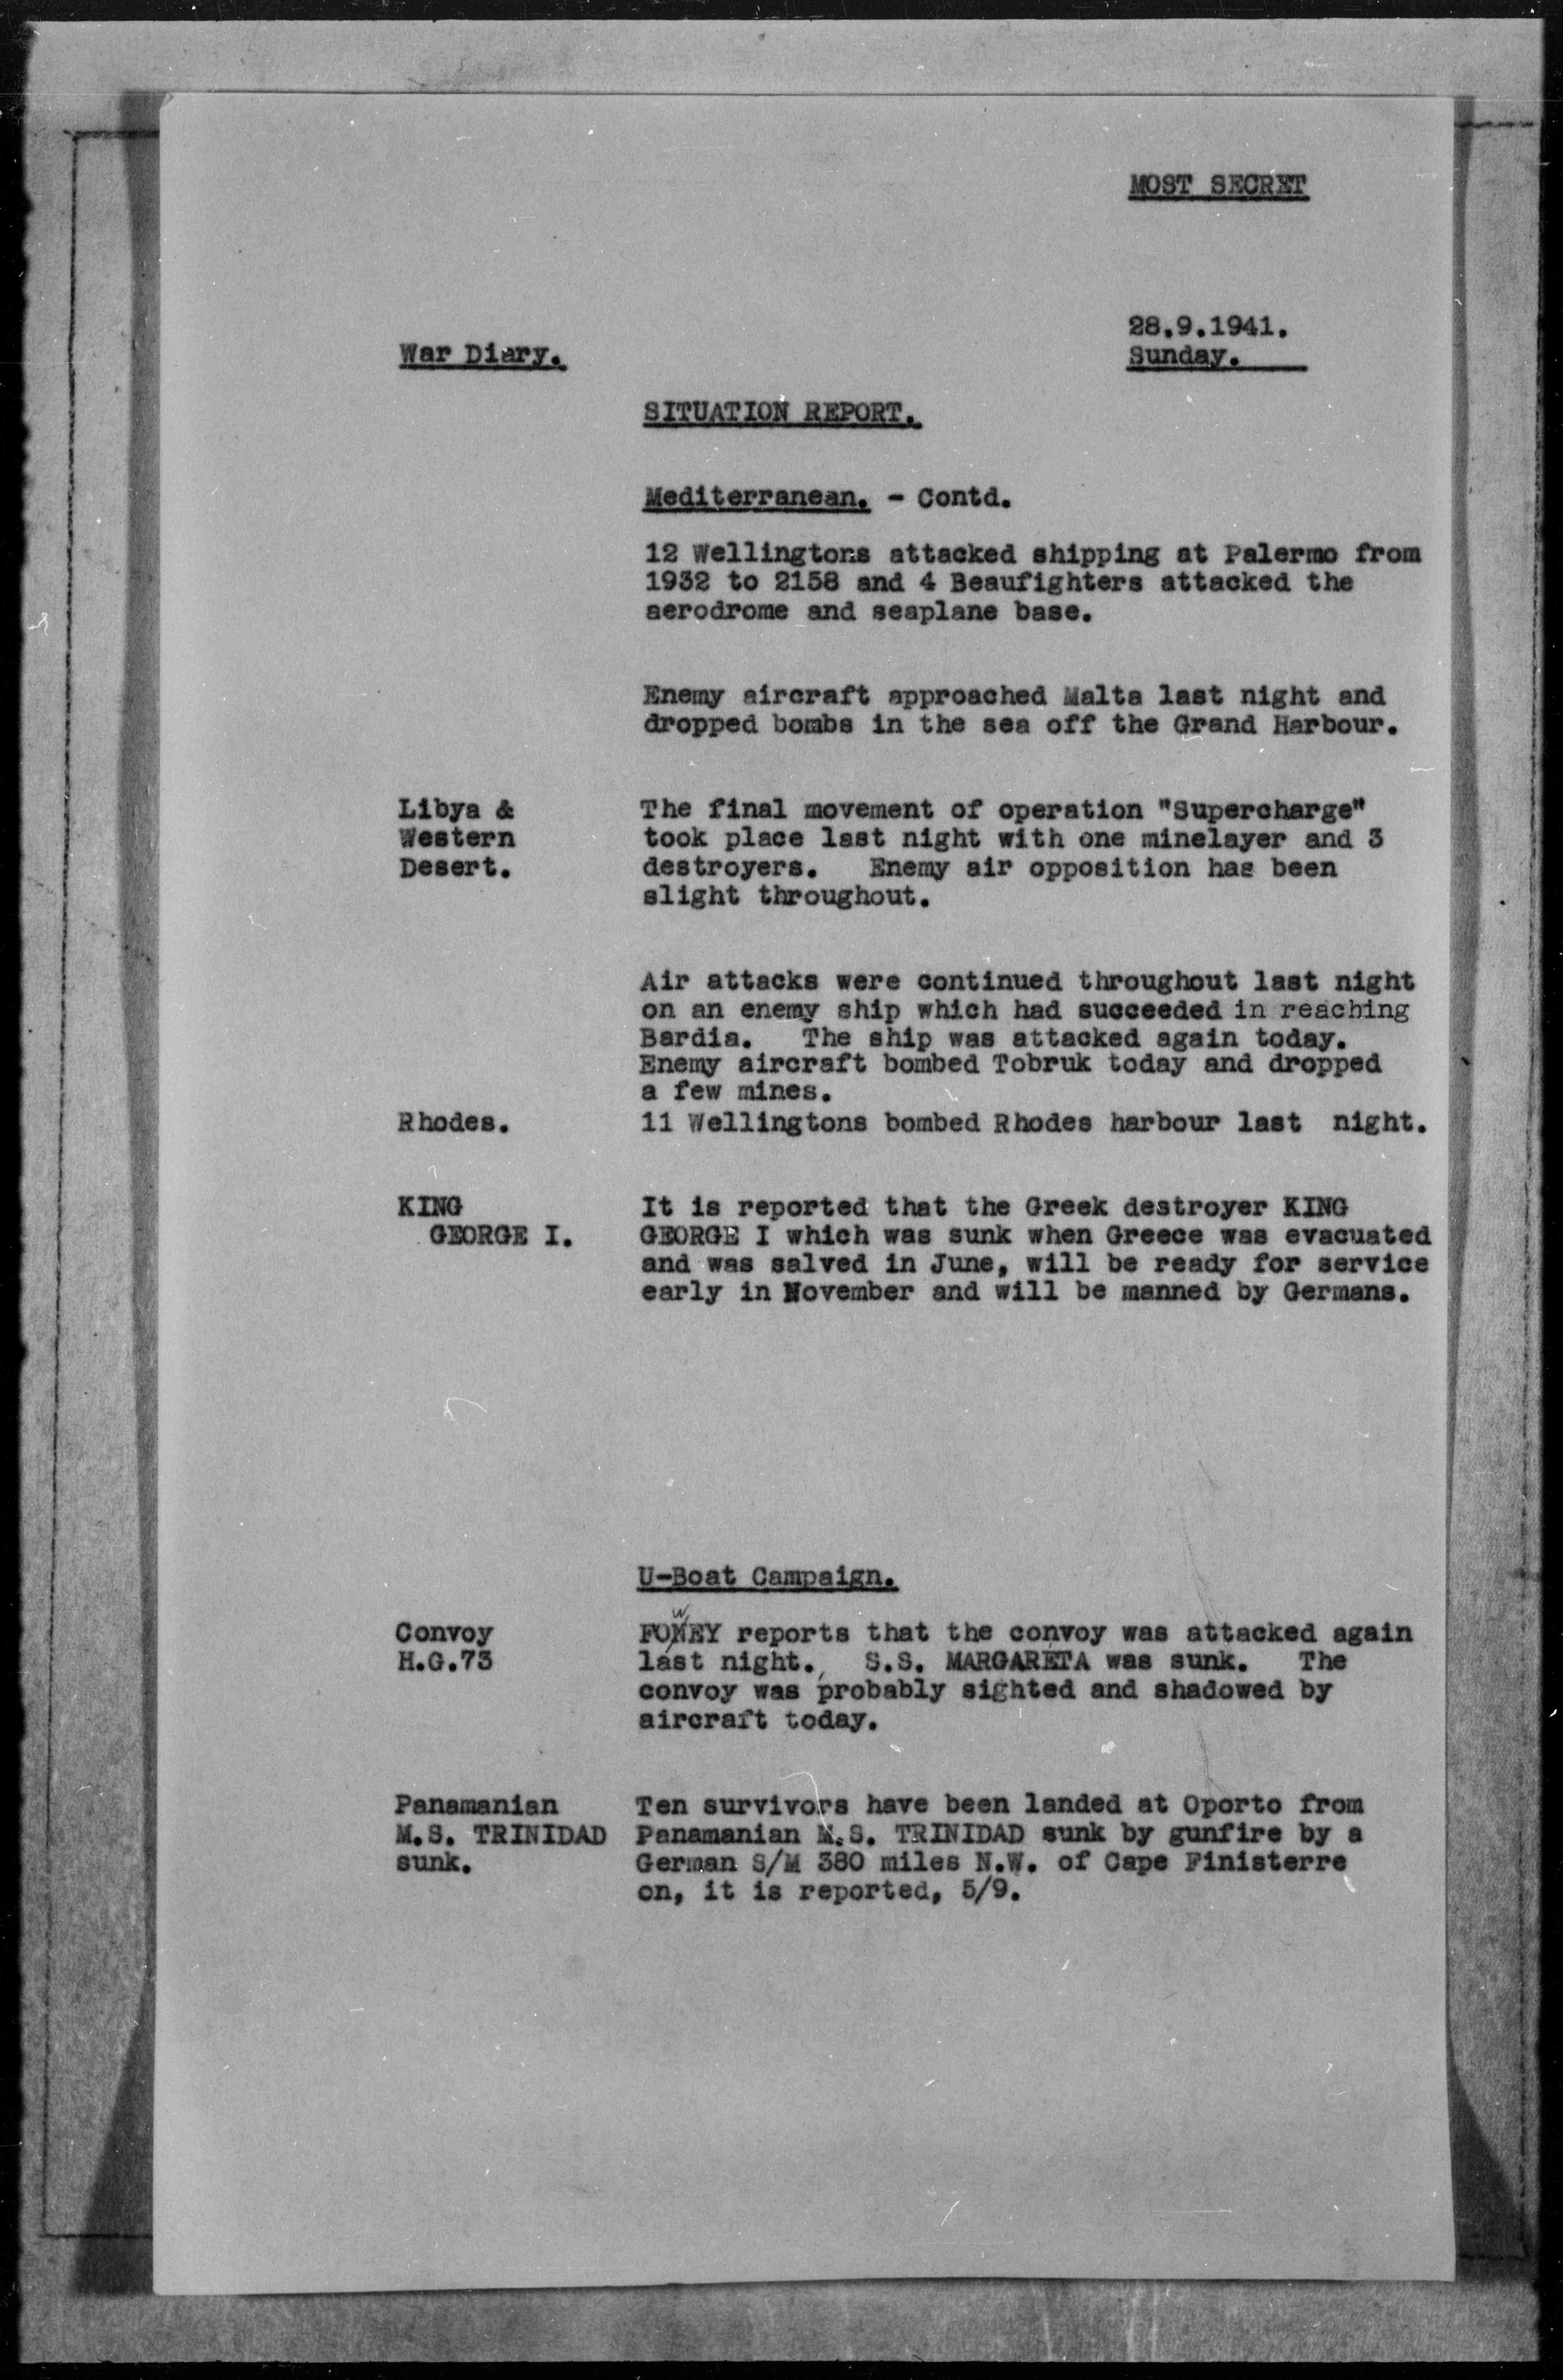 MOST SECRET
28.9.1941.
War Diary.
Sunday.
SITUATION REPORT.
Mediterranean. - Contd.
12 Wellingtons attacked shipping at Palermo from
1932 to 2158 and 4 Beaufighters attacked the
aerodrome and seaplane base.
Enemy aircraft approached Malta last night and
dropped bombs in the sea off the Grand Harbour.
Libya &
Western
Desert.
The final movement of operation "Supercharge"
took place last night with one minelayer and 3
destroyers. Enemy air opposition has been
slight throughout.
Air attacks were continued throughout last night
on an enemy ship which had succeeded in reaching
Bardia. The ship was attacked again today.
Enemy aircraft bombed Tobruk today and dropped
a few mines.
Rhodes.
11 Wellingtons bombed Rhodes harbour last night.
KING
GEORGE I.
It is reported that the Greek destroyer KING
GEORGE I which was sunk when Greece was evacuated
and was salved in June, will be ready for service
early in November and will be manned by Germans.
U-Boat Campaign.
Convoy
H.G.73
FOWEY reports that the convoy was attacked again
last night., S.S. MARGARETA was sunk. The
convoy was probably sighted and shadowed by
aircraft today.
Panamanian
M.S. TRINIDAD
sunk.
Ten survivors have been landed at Oporto from
Panamanian M.S. TRINIDAD sunk by gunfire by a
German S/M 380 miles N.W. of Cape Finisterre
on, it is reported, 5/9.